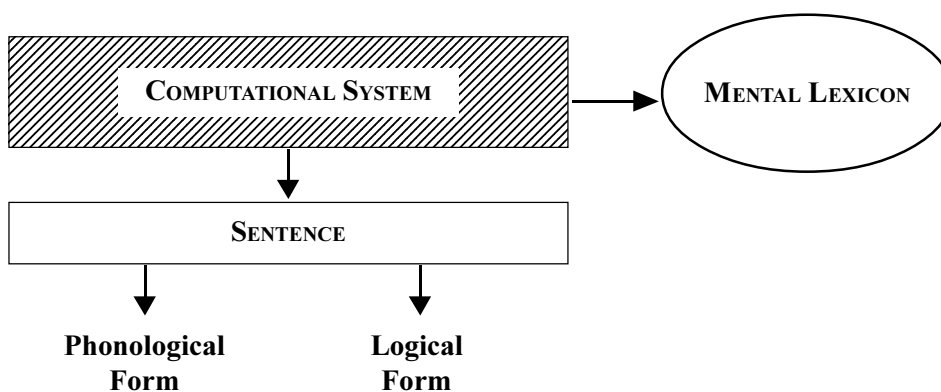 COMPUTATIONAL SYSTEM
MENTAL LEXICON
SENTENCE
Phonological
Form
Logical
Form